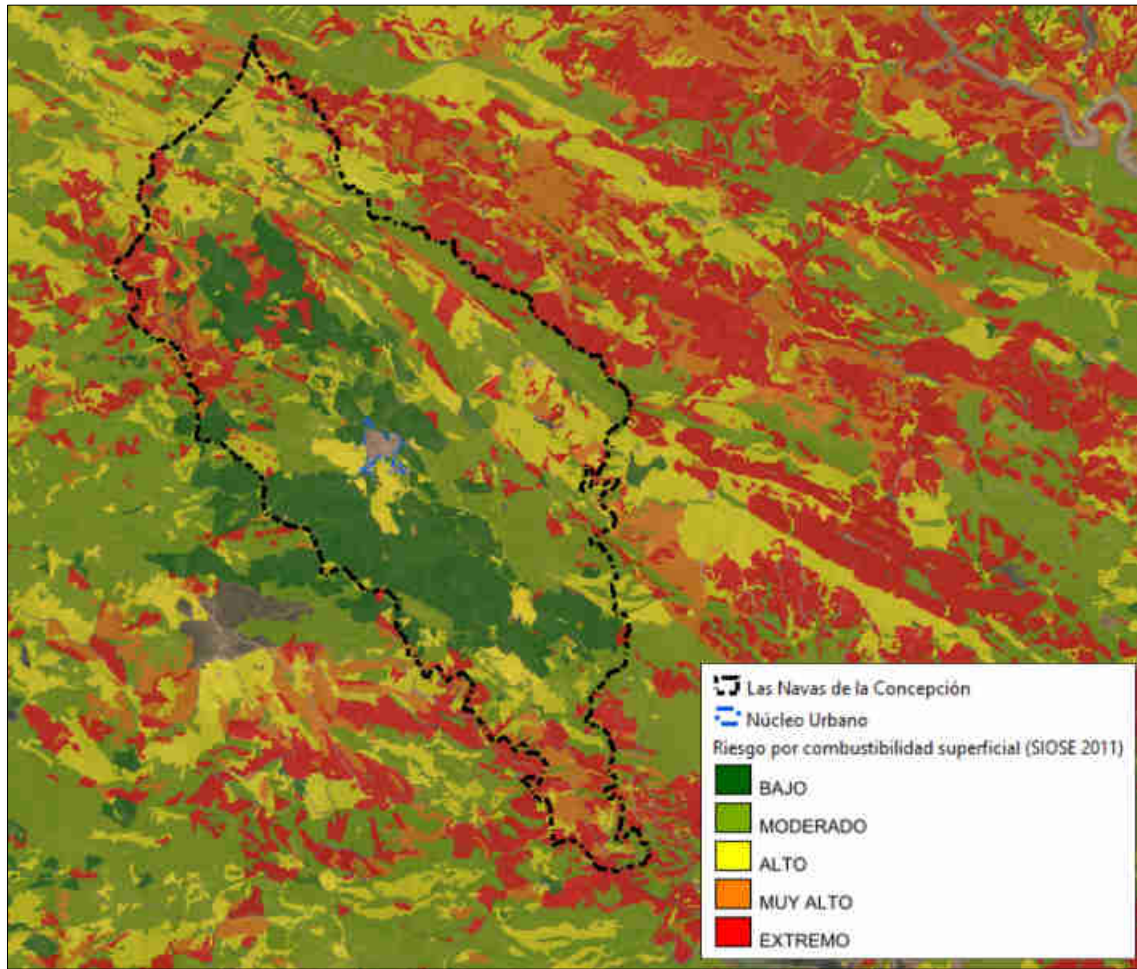 Las Navas de la Concepción
Núcleo Urbano
Riesgo por combustibilidad superficial (SIOSE 2011)
BAJO
MODERADO
ALTO
MUY ALTO
EXTREMO